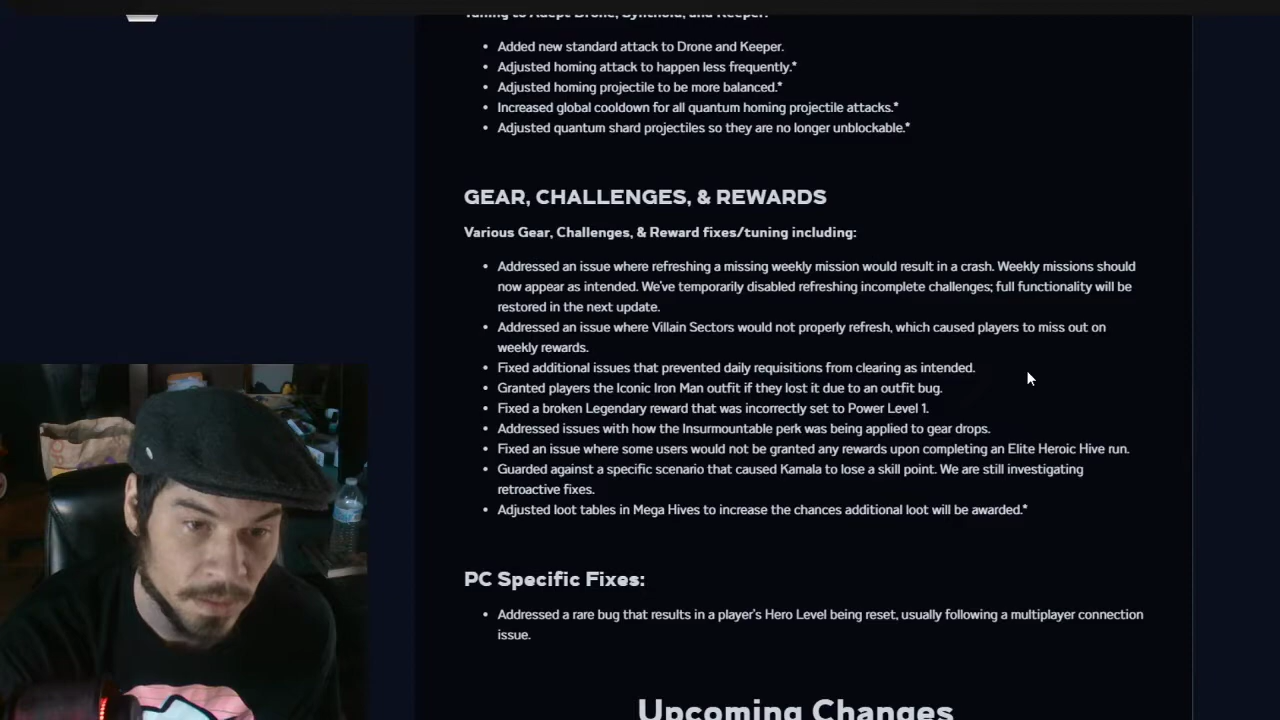 Tuning to Adept Drone, Synthoid, and Keeper:
Added new standard attack to Drone and Keeper.
Adjusted homing attack to happen less frequently.*
Adjusted homing projectile to be more balanced.*
Increased global cooldown for all quantum homing projectile attacks.*
Adjusted quantum shard projectiles so they are no longer unblockable.*
GEAR, CHALLENGES, & REWARDS
Various Gear, Challenges, & Reward fixes/tuning including:
Addressed an issue where refreshing a missing weekly mission would result in a crash. Weekly missions should
now appear as intended. We've temporarily disabled refreshing incomplete challenges; full functionality will be
restored in the next update.
Addressed an issue where Villain Sectors would not properly refresh, which caused players to miss out on
weekly rewards.
Fixed additional issues that prevented daily requisitions from clearing as intended.
Granted players the Iconic Iron Man outfit if they lost it due to an outfit bug.
Fixed a broken Legendary reward that was incorrectly set to Power Level 1.
Addressed issues with how the Insurmountable perk was being applied to gear drops.
Fixed an issue where some users would not be granted any rewards upon completing an Elite Heroic Hive run.
Guarded against a specific scenario that caused Kamala to lose a skill point. We are still investigating
retroactive fixes.
Adjusted loot tables in Mega Hives to increase the chances additional loot will be awarded.*
PC Specific Fixes:
Addressed a rare bug that results in a player's Hero Level being reset, usually following a multiplayer connection
issue.
Upcoming Changes